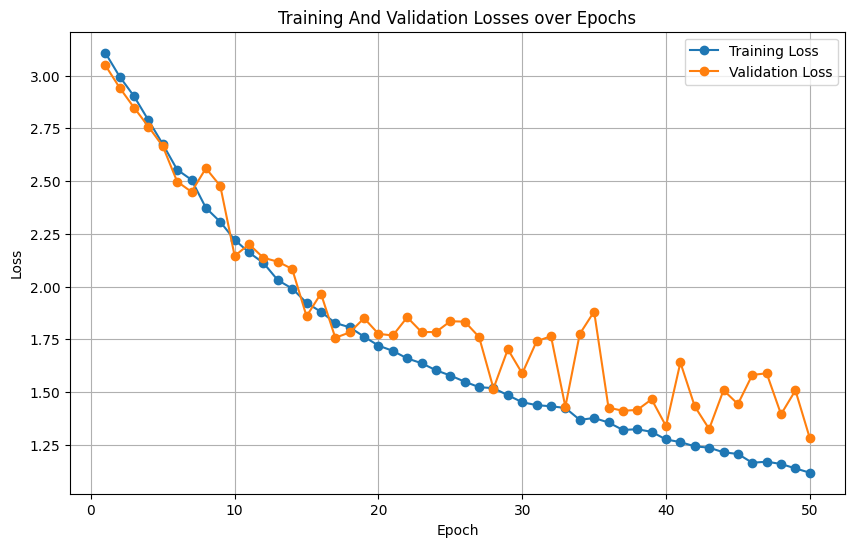 Training And Validation Losses over Epochs
Training Loss
Validation Loss
Loss
3.00
2.75
2.50
2.25
2.00
1.75
1.50
1.25
0
10
20
30
40
50
Epoch